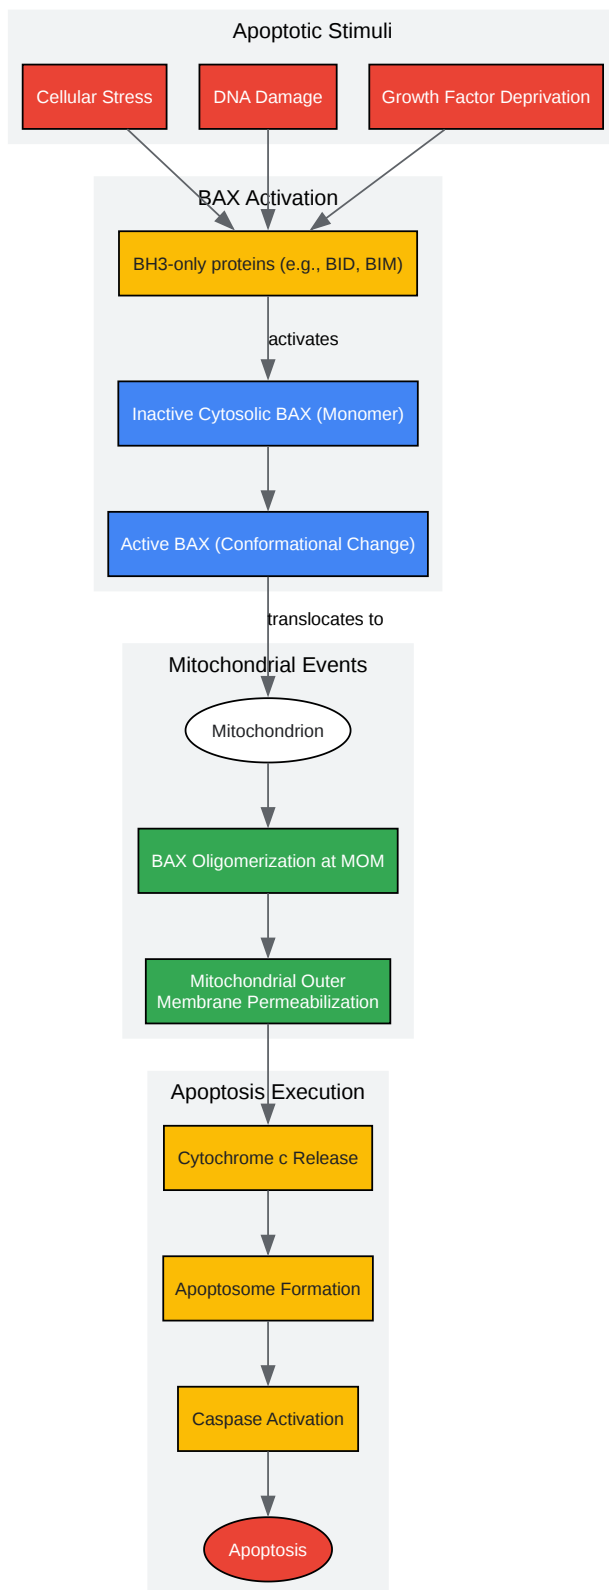 Apoptotic Stimuli
Cellular Stress
DNA Damage
Growth Factor Deprivation
BAX Activation
BH3-only proteins (e.g., BID, BIM)
activates
Inactive Cytosolic BAX (Monomer)
Active BAX (Conformational Change)
translocates to
Mitochondrial Events
Mitochondrion
BAX Oligomerization at MOM
Mitochondrial Outer
Membrane Permeabilization
Apoptosis Execution
Cytochrome c Release
Apoptosome Formation
Caspase Activation
Apoptosis